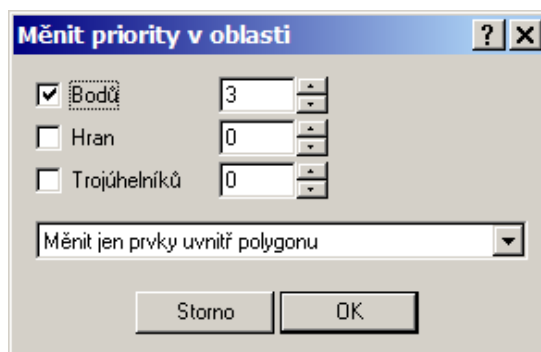 Měnit priority v oblasti
Bodů 3
Hran 0
Trojúhelníků 0
Měnit jen prvky uvnitř polygonu
Storno OK